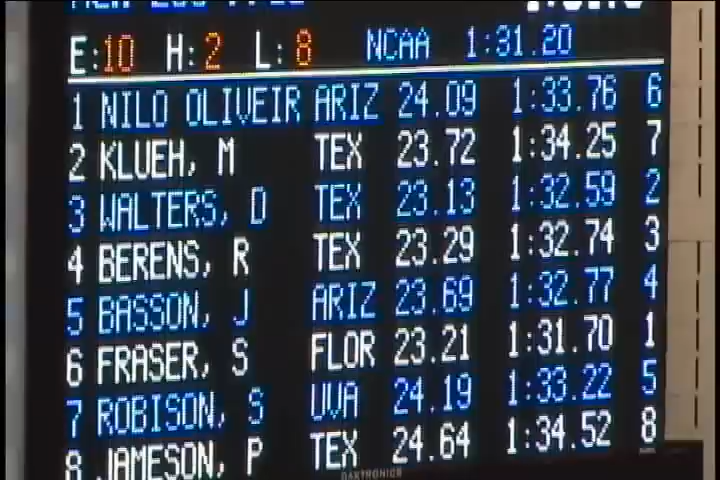 E:10 H:2 L:8 NCAA 1:31.20
1 NILO OLIVEIR ARIZ 24.09 1:33.76 6
2 KLUEH, M TEX 23.72 1:34.25 7
3 WALTERS, D TEX 23.13 1:32.59 2
4 BERENS, R TEX 23.29 1:32.74 3
5 BASSON, J ARIZ 23.69 1:32.77 4
6 FRASER, S FLOR 23.21 1:31.70 1
7 ROBISON, S UVA 24.19 1:33.22 5
8 JAMESON, P TEX 24.64 1:34.52 8
DAKTRONICS